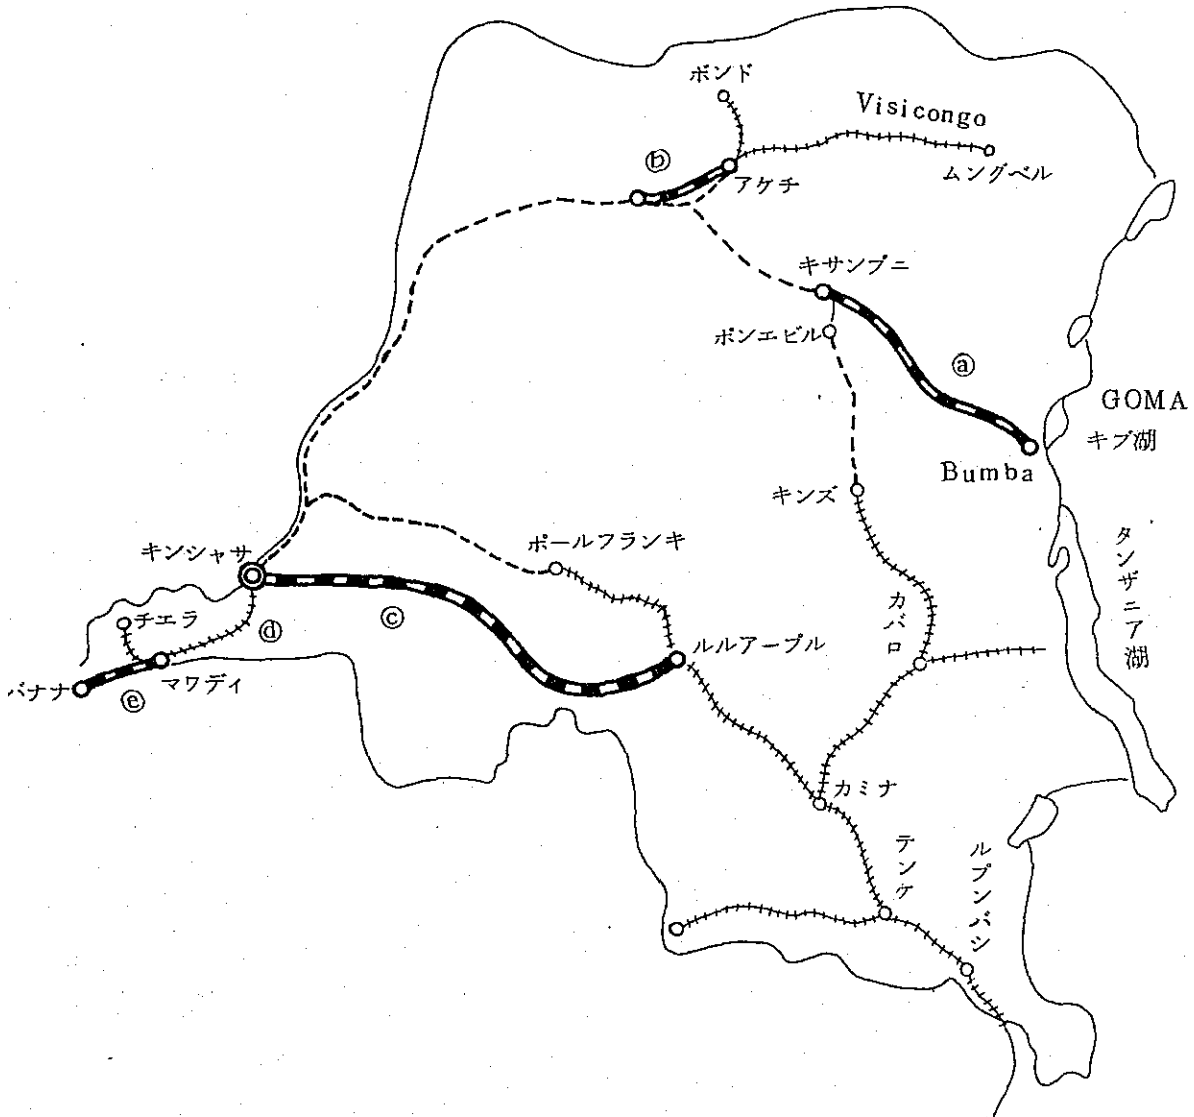 ボンド
Visicongo
ⓑ
アケチ
ムングベル
キサンブニ
ポンエビル
ⓐ
GOMA
キブ湖
Bumba
キンズ
タンザニア湖
キンシャサ
ポールフランキ
カバロ
チエラ
ⓓ
ⓒ
ルルアーブル
バナナ
ⓔ
マワディ
カミナ
テンケ
ルブンバシ